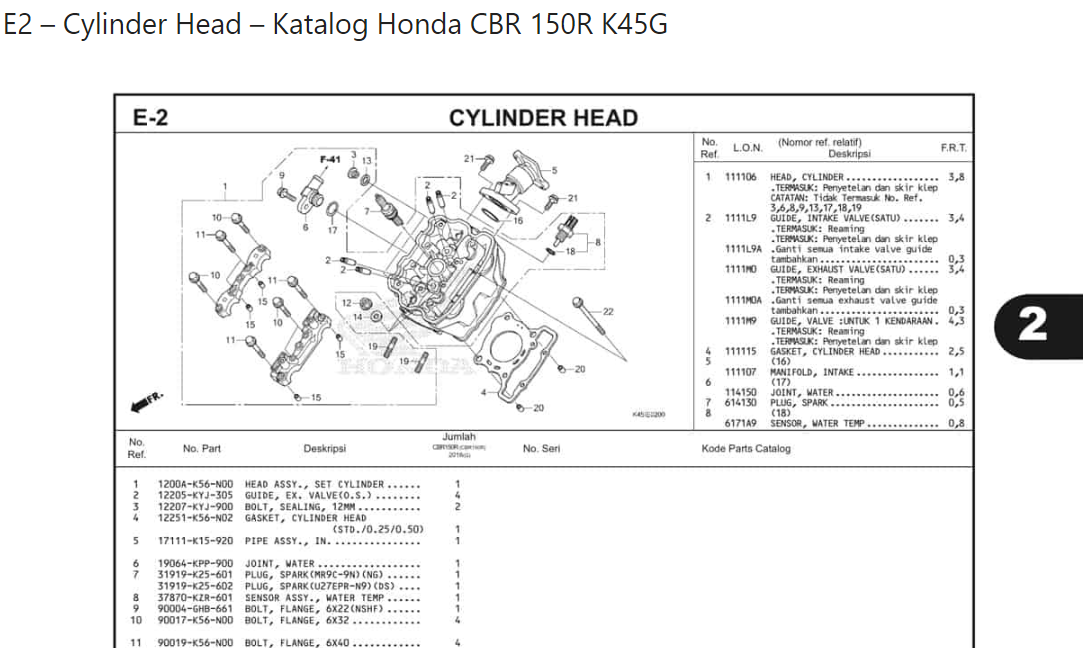 E2 – Cylinder Head – Katalog Honda CBR 150R K45G
E-2
CYLINDER HEAD
F-41
1
9
3
13
6
17
7
2
2
21
5
21
16
8
18
10
11
10
11
15
15
10
11
15
15
2
2
12
14
19
19
22
20
4
20
HONDA
FR.
K45GE0200
No.
Ref.
L.O.N.
(Nomor ref. relatif)
Deskripsi
F.R.T.
1 111106 HEAD, CYLINDER................. 3,8
.TERMASUK: Penyetelan dan skir klep
CATATAN: Tidak Termasuk No. Ref.
3,6,8,9,13,17,18,19
2 1111L9 GUIDE, INTAKE VALVE(SATU)....... 3,4
.TERMASUK: Reaming
.TERMASUK: Penyetelan dan skir klep
1111L9A .Ganti semua intake valve guide
tambahkan...................... 0,3
1111M0 GUIDE, EXHAUST VALVE(SATU)...... 3,4
.TERMASUK: Reaming
.TERMASUK: Penyetelan dan skir klep
1111M0A .Ganti semua exhaust valve guide
tambahkan...................... 0,3
1111M9 GUIDE, VALVE :UNTUK 1 KENDARAAN. 4,3
.TERMASUK: Reaming
.TERMASUK: Penyetelan dan skir klep
4 111115 GASKET, CYLINDER HEAD........... 2,5
5 (16)
111107 MANIFOLD, INTAKE............... 1,1
6 (17)
114150 JOINT, WATER................... 0,6
7 614130 PLUG, SPARK.................... 0,5
8 (18)
6171A9 SENSOR, WATER TEMP............. 0,8
2
No.
Ref.
No. Part
Deskripsi
Jumlah
CBR150R (CBR150R)
2016(G)
No. Seri
Kode Parts Catalog
1 1200A-K56-N00 HEAD ASSY., SET CYLINDER...... 1
2 12205-KYJ-305 GUIDE, EX. VALVE(O.S.)........ 4
3 12207-KYJ-900 BOLT, SEALING, 12MM........... 2
4 12251-K56-N02 GASKET, CYLINDER HEAD
(STD./0.25/0.50) 1
5 17111-K15-920 PIPE ASSY., IN................ 1
6 19064-KPP-900 JOINT, WATER.................. 1
7 31919-K25-601 PLUG, SPARK(MR9C-9N)(NG)...... 1
31919-K25-602 PLUG, SPARK(U27EPR-N9)(DS).... 1
8 37870-KZR-601 SENSOR ASSY., WATER TEMP...... 1
9 90004-GHB-661 BOLT, FLANGE, 6X22(NSHF)...... 1
10 90017-K56-N00 BOLT, FLANGE, 6X32............ 4
11 90019-K56-N00 BOLT, FLANGE, 6X40............ 4